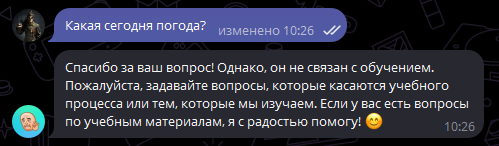 Какая сегодня погода?
изменено 10:26
Спасибо за ваш вопрос! Однако, он не связан с обучением.
Пожалуйста, задавайте вопросы, которые касаются учебного
процесса или тем, которые мы изучаем. Если у вас есть вопросы
по учебным материалам, я с радостью помогу! 😊
10:26